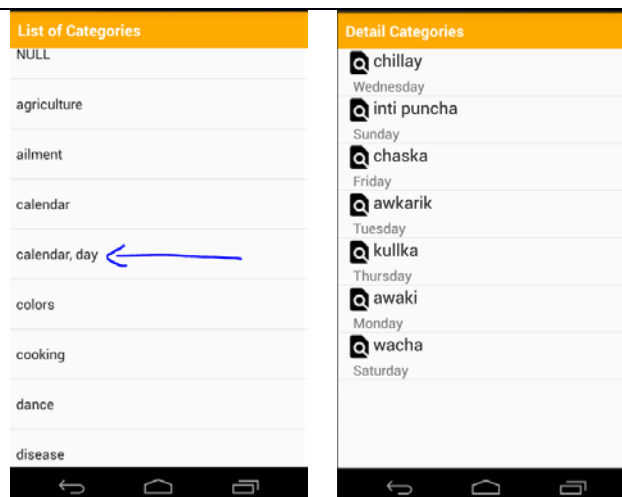 List of Categories
NULL
agriculture
ailment
calendar
calendar, day
colors
cooking
dance
disease
Detail Categories
chillay
Wednesday
inti puncha
Sunday
chaska
Friday
awkarik
Tuesday
kullka
Thursday
awaki
Monday
wacha
Saturday